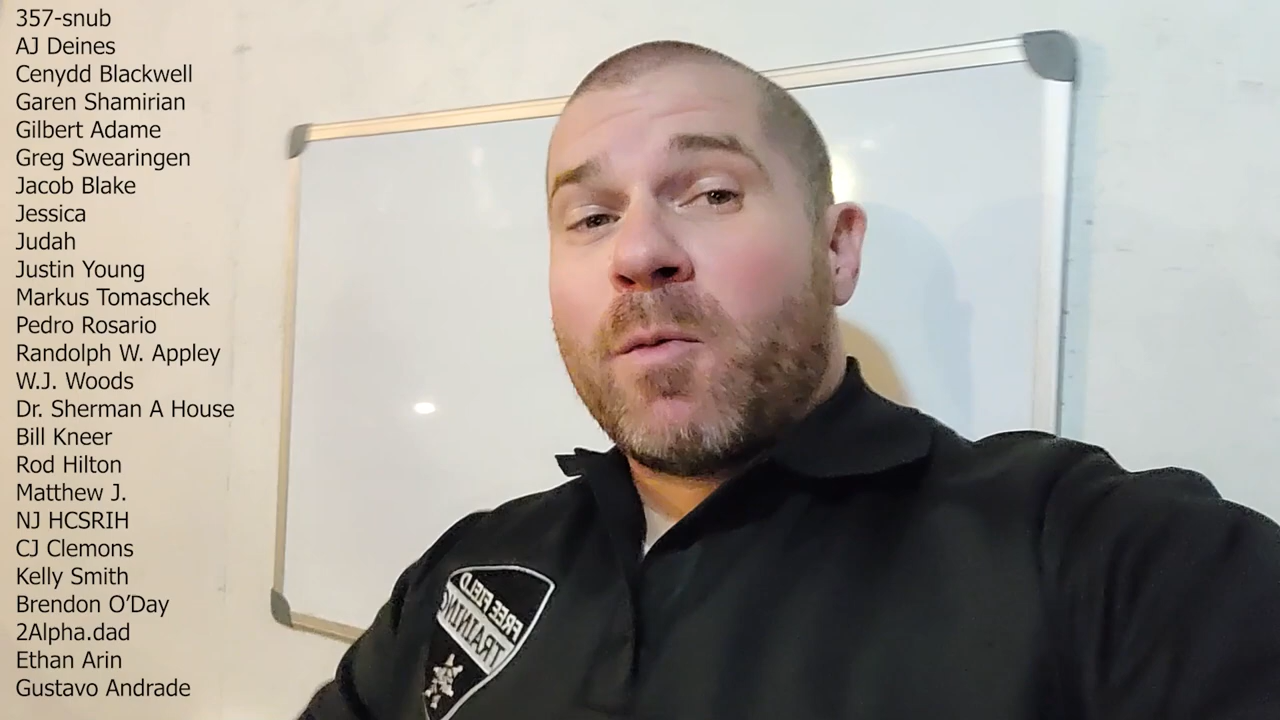 357-snub
AJ Deines
Cenydd Blackwell
Garen Shamirian
Gilbert Adame
Greg Swearingen
Jacob Blake
Jessica
Judah
Justin Young
Markus Tomaschek
Pedro Rosario
Randolph W. Appley
W.J. Woods
Dr. Sherman A House
Bill Kneer
Rod Hilton
Matthew J.
NJ HCSRIH
CJ Clemons
Kelly Smith
Brendon O’Day
2Alpha.dad
Ethan Arin
Gustavo Andrade
FREE FIELD
TRAINING